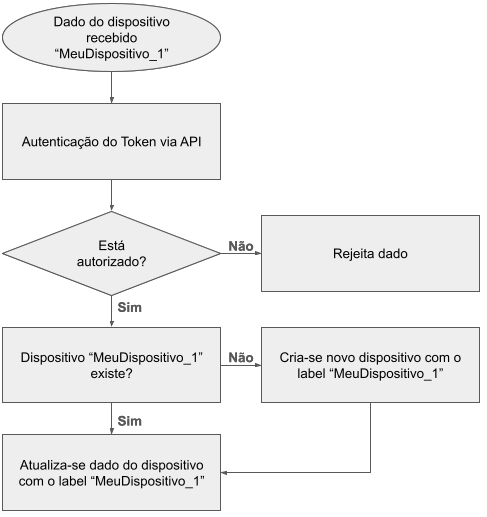 Dado do dispositivo
recebido
“MeuDispositivo_1”
Autenticação do Token via API
Está
autorizado?
Não
Rejeita dado
Sim
Dispositivo “MeuDispositivo_1”
existe?
Não
Cria-se novo dispositivo com o
label “MeuDispositivo_1”
Sim
Atualiza-se dado do dispositivo
com o label “MeuDispositivo_1”